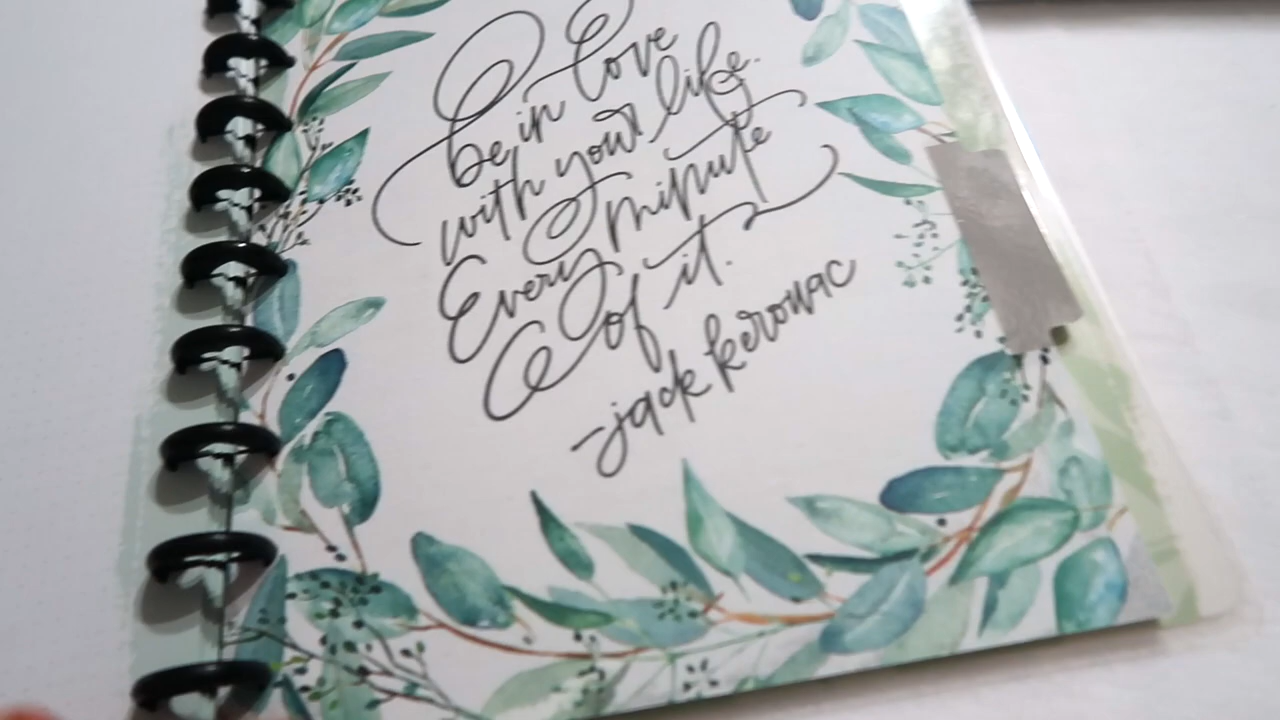 be in love
with your life.
Every minute
of it.
-jack kerouac